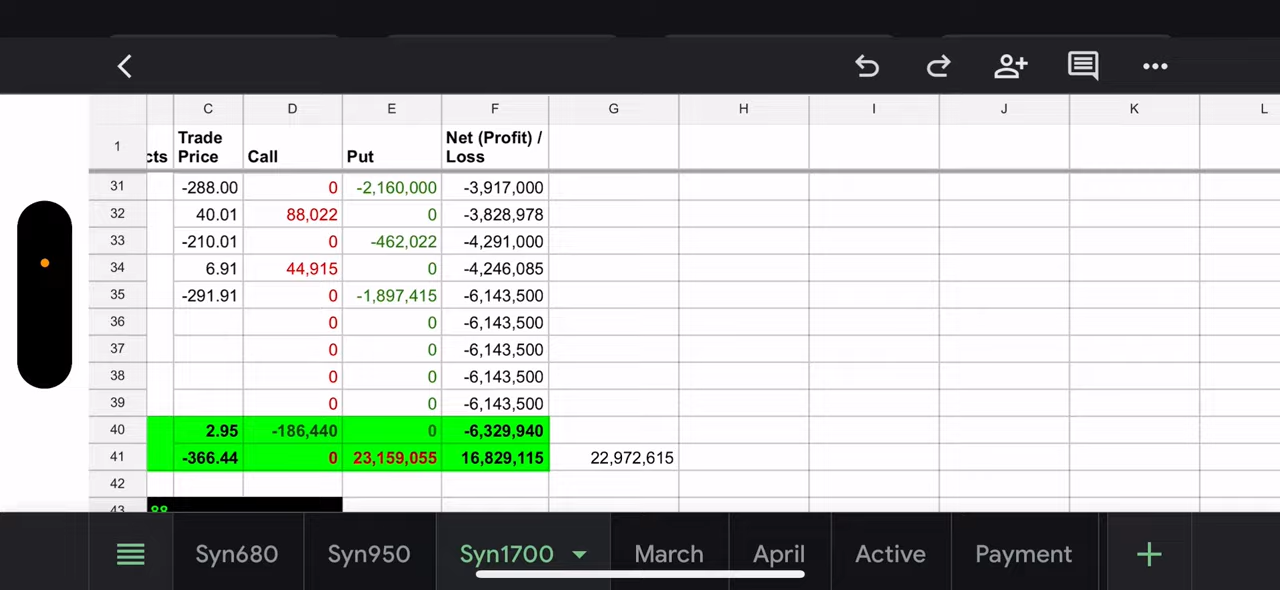 C D E F G H I J K L
1 cts Trade Price Call Put Net (Profit) / Loss
31 -288.00 0 -2,160,000 -3,917,000
32 40.01 88,022 0 -3,828,978
33 -210.01 0 -462,022 -4,291,000
34 6.91 44,915 0 -4,246,085
35 -291.91 0 -1,897,415 -6,143,500
36 0 0 -6,143,500
37 0 0 -6,143,500
38 0 0 -6,143,500
39 0 0 -6,143,500
40 2.95 -186,440 0 -6,329,940
41 -366.44 0 23,159,055 16,829,115 22,972,615
42
43 88
Syn680 Syn950 Syn1700 March April Active Payment